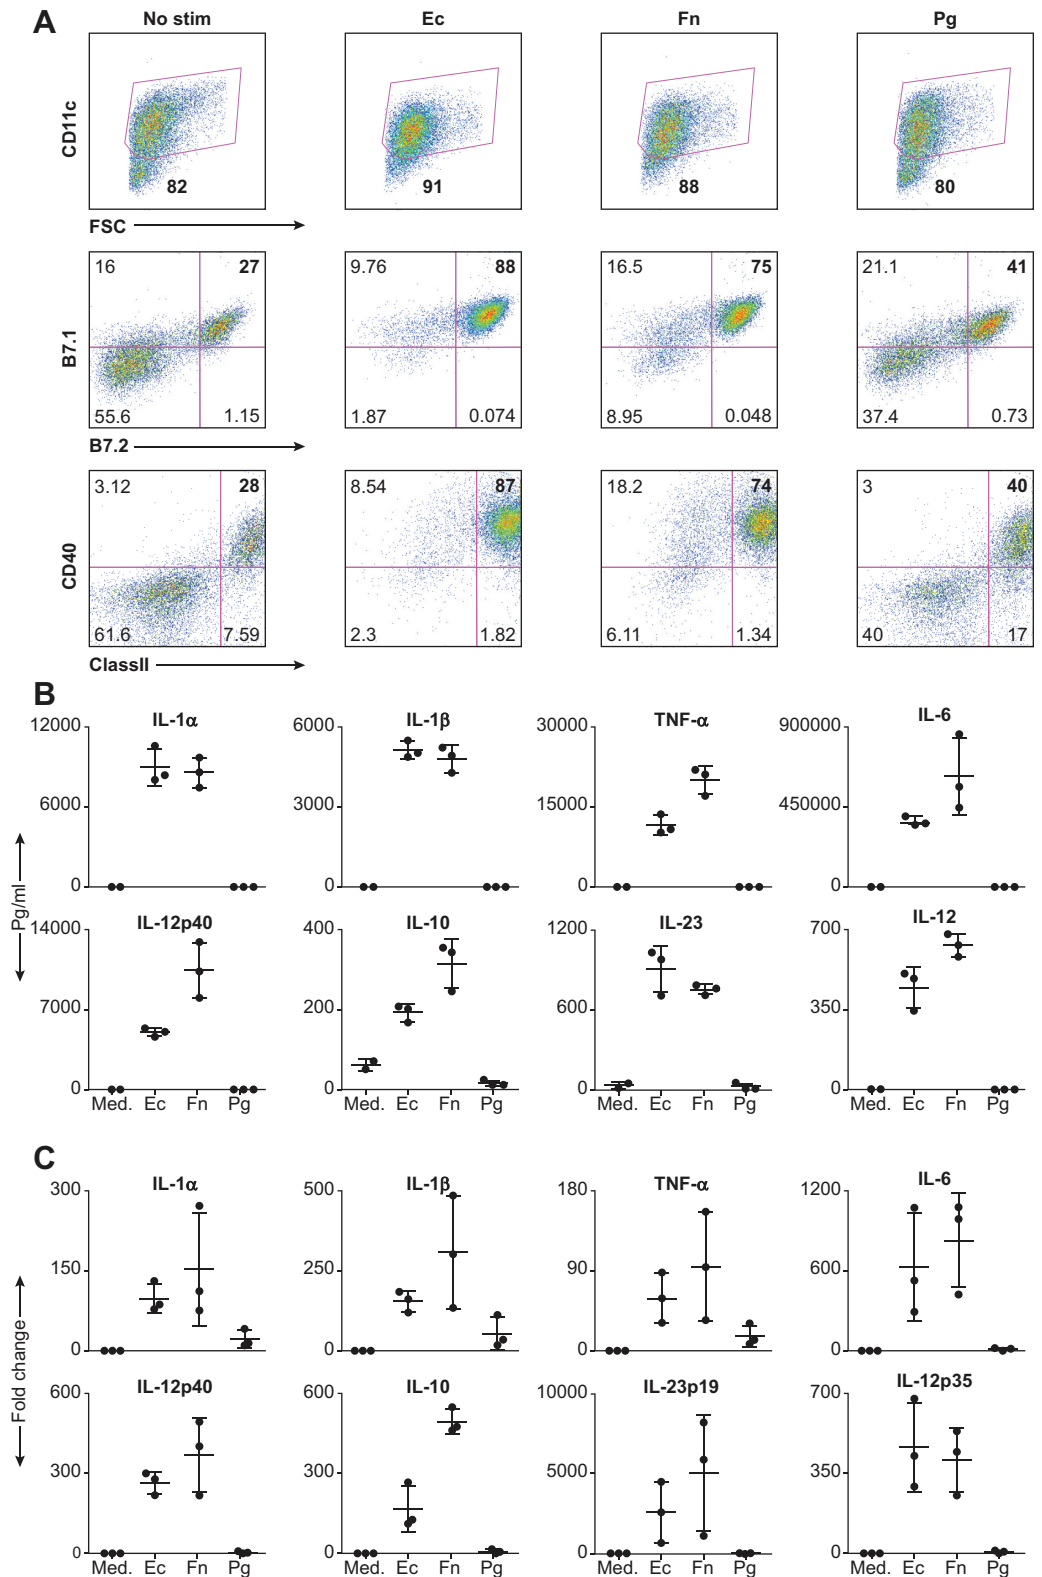 A
No stim Ec Fn Pg
CD11c
82 91 88 80
FSC
16 27 9.76 88 16.5 75 21.1 41
B7.1
55.6 1.15 1.87 0.074 8.95 0.048 37.4 0.73
B7.2
3.12 28 8.54 87 18.2 74 3 40
CD40
61.6 7.59 2.3 1.82 6.11 1.34 40 17
ClassII
B
IL-1α IL-1β TNF-α IL-6
12000 6000 30000 900000
6000 3000 15000 450000
0 0 0 0
Pg/ml
IL-12p40 IL-10 IL-23 IL-12
14000 400 1200 700
7000 200 600 350
0 0 0 0
Med. Ec Fn Pg Med. Ec Fn Pg Med. Ec Fn Pg Med. Ec Fn Pg
C
IL-1α IL-1β TNF-α IL-6
300 500 180 1200
150 250 90 600
0 0 0 0
Fold change
IL-12p40 IL-10 IL-23p19 IL-12p35
600 600 10000 700
300 300 5000 350
0 0 0 0
Med. Ec Fn Pg Med. Ec Fn Pg Med. Ec Fn Pg Med. Ec Fn Pg